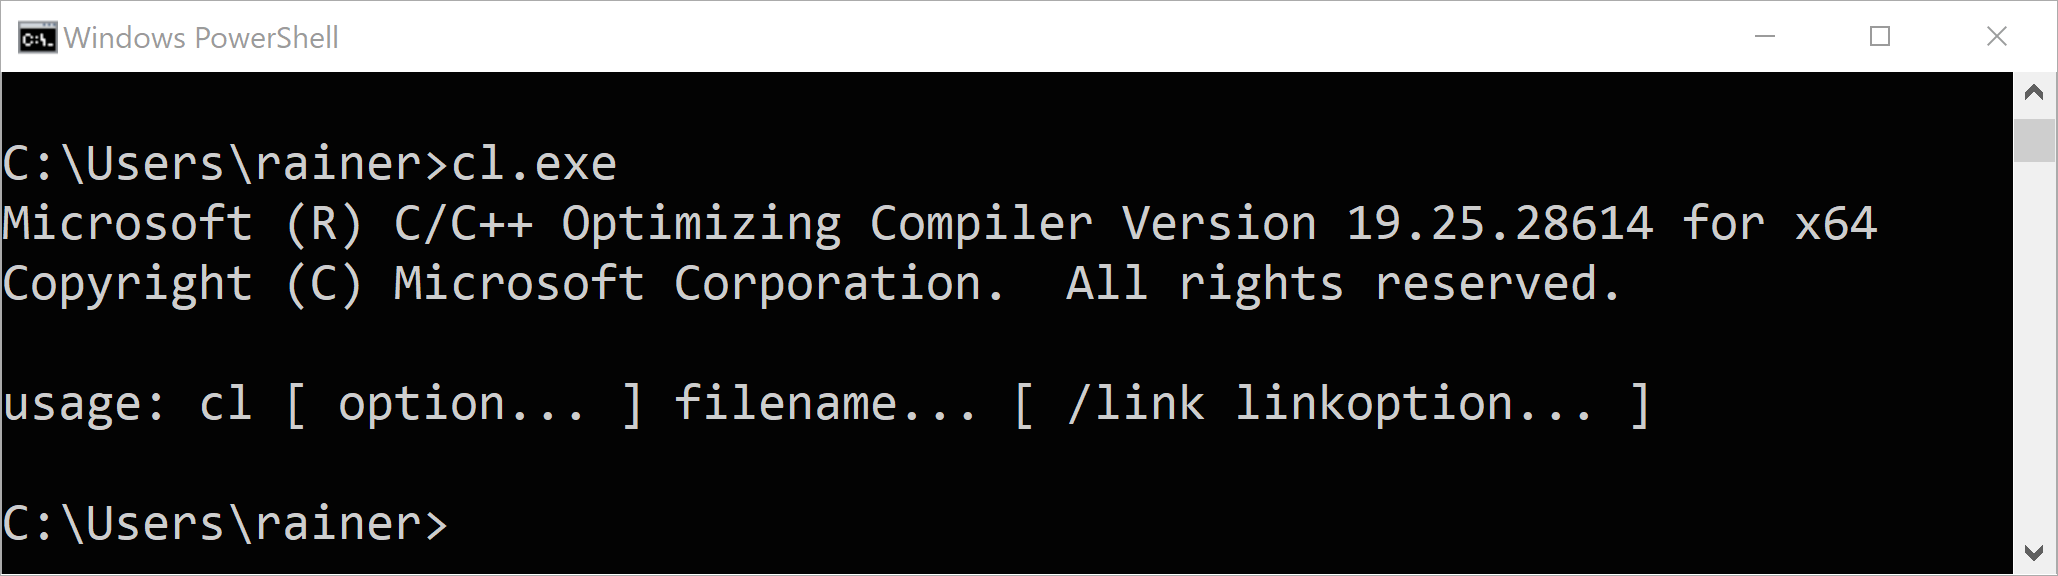 Windows PowerShell
C:\Users\rainer>cl.exe
Microsoft (R) C/C++ Optimizing Compiler Version 19.25.28614 for x64
Copyright (C) Microsoft Corporation.  All rights reserved.
usage: cl [ option... ] filename... [ /link linkoption... ]
C:\Users\rainer>